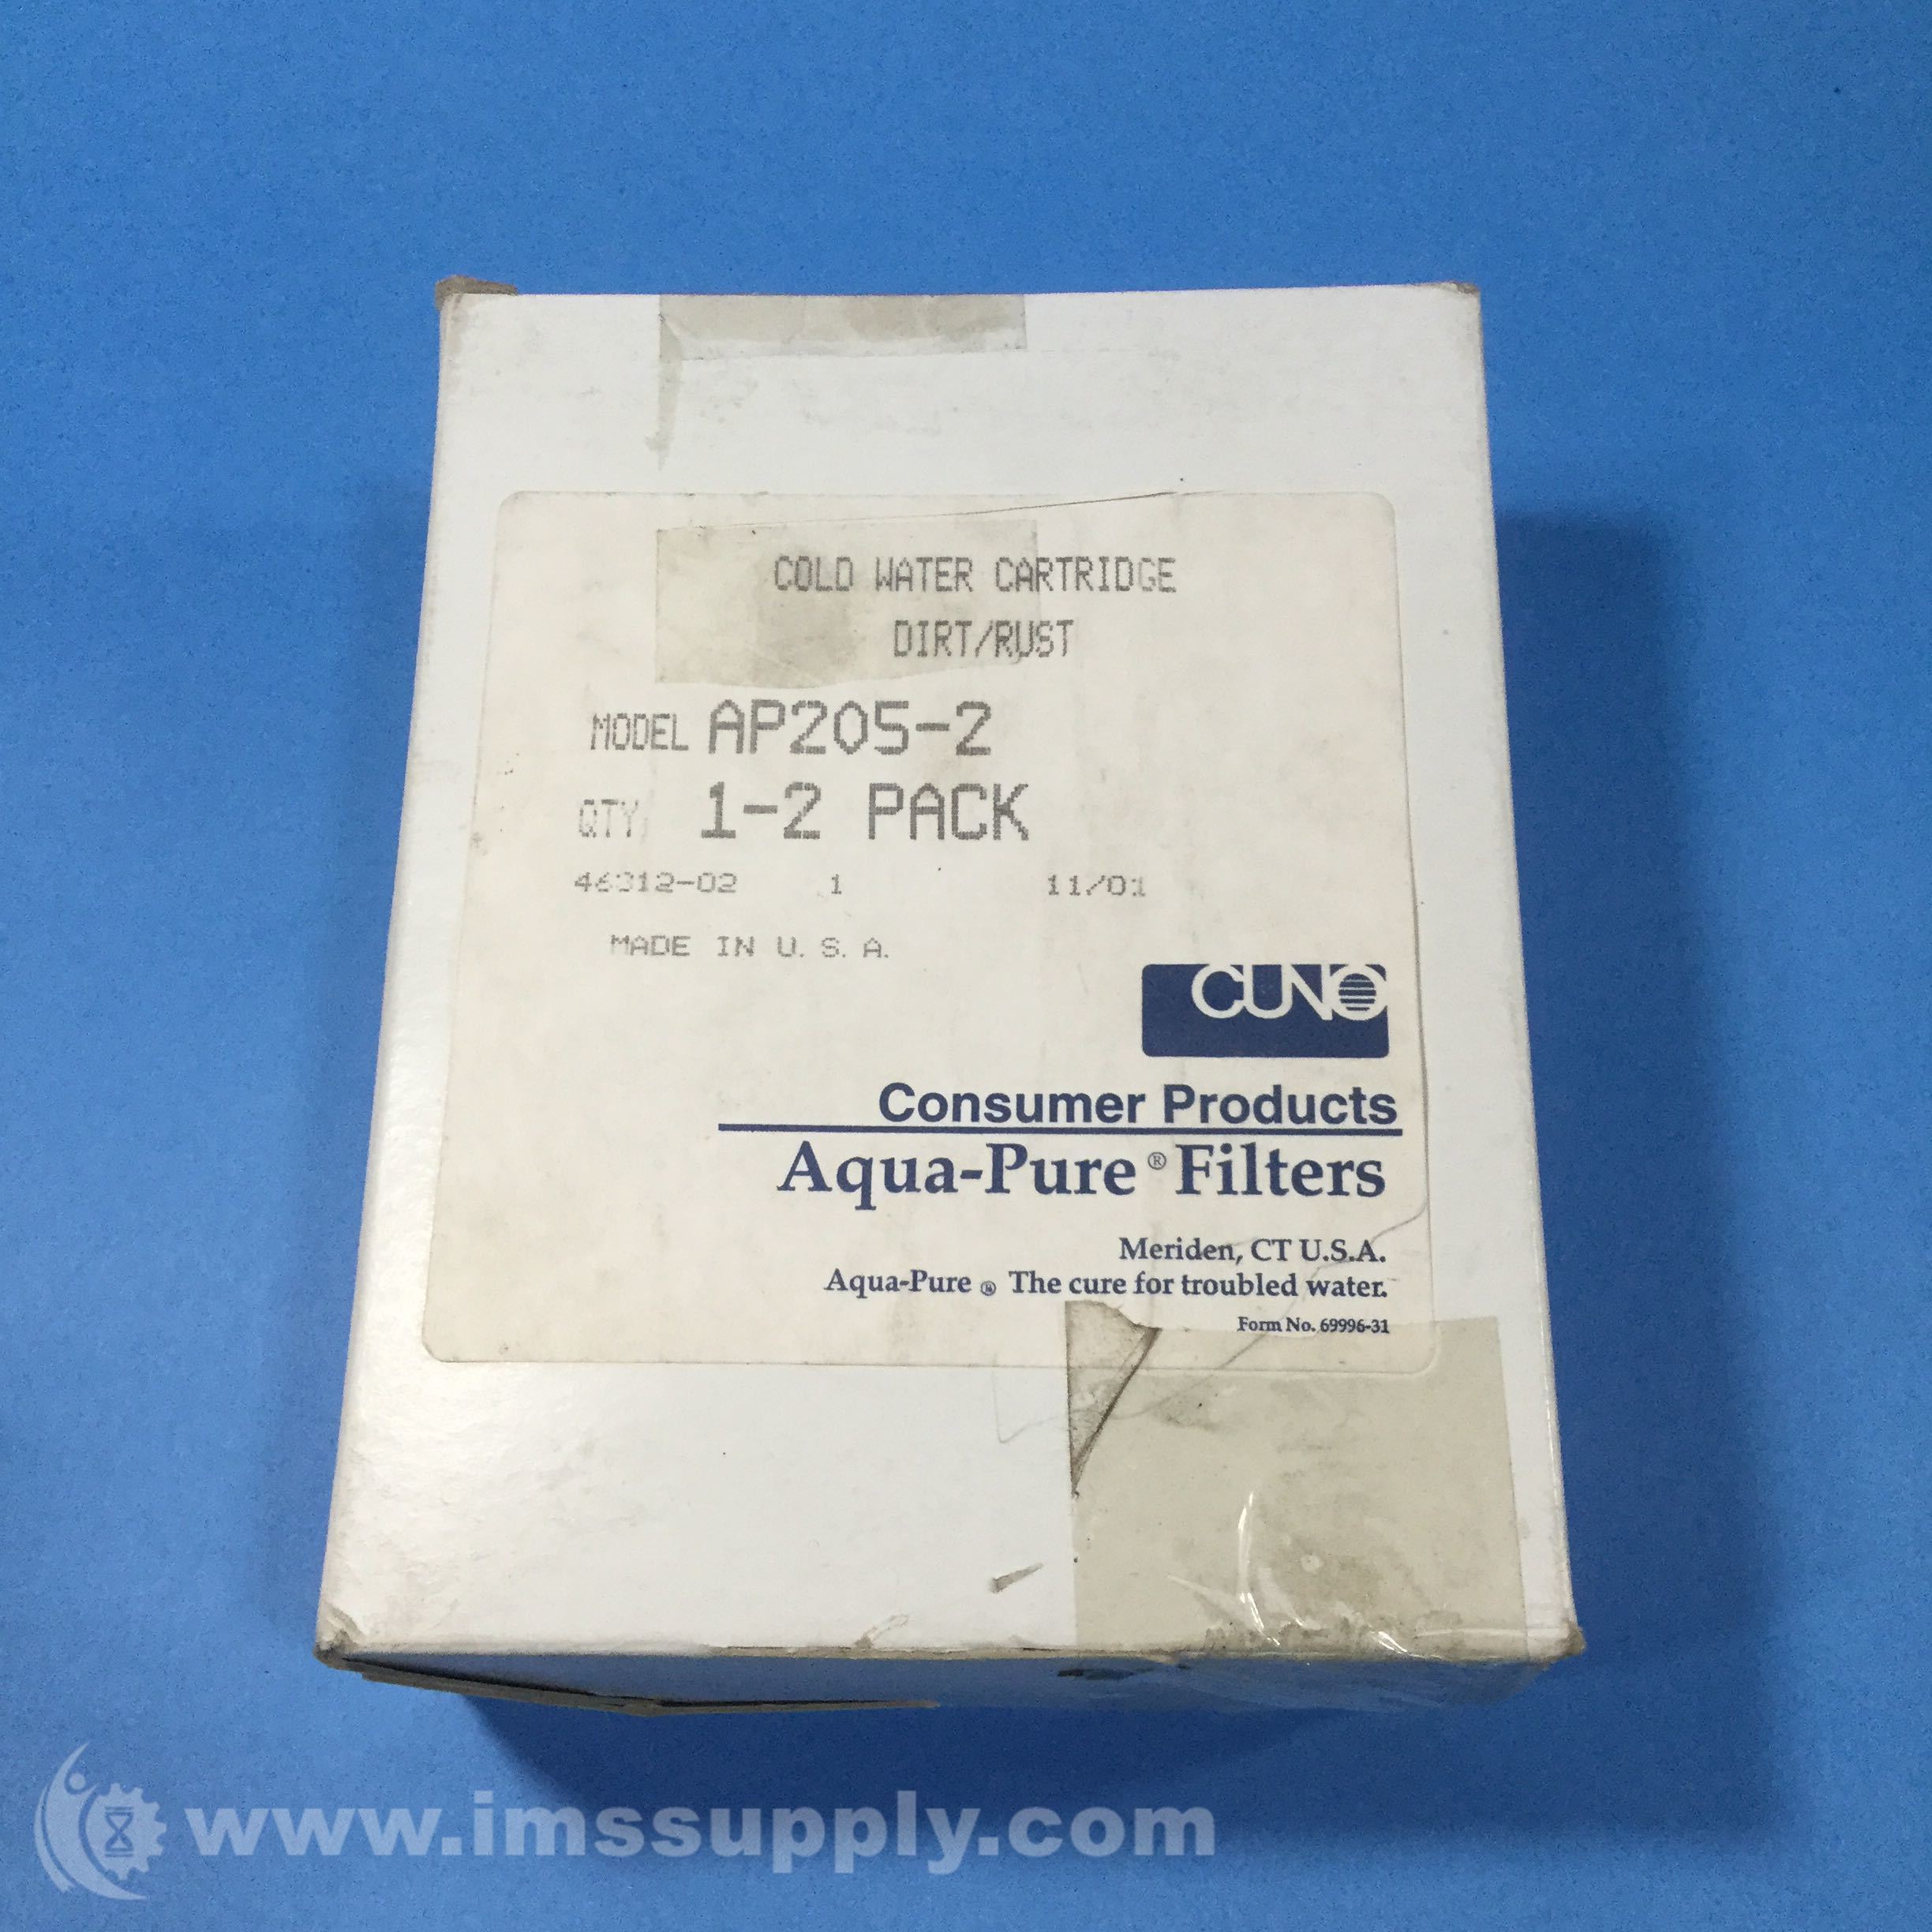 COLD WATER CARTRIDGE
DIRT/RUST
MODEL AP205-2
QTY 1-2 PACK
46312-02 1 11/01
MADE IN U.S.A.
CUNO
Consumer Products
Aqua-Pure® Filters
Meriden, CT U.S.A.
Aqua-Pure ® The cure for troubled water.
Form No. 69996-31
www.imssupply.com